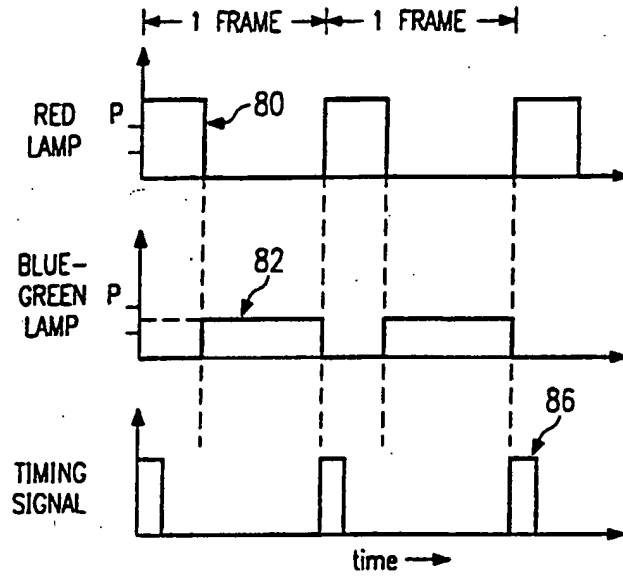 1 FRAME 1 FRAME
RED
LAMP
P
80
BLUE-
GREEN
LAMP
P
82
TIMING
SIGNAL
86
time